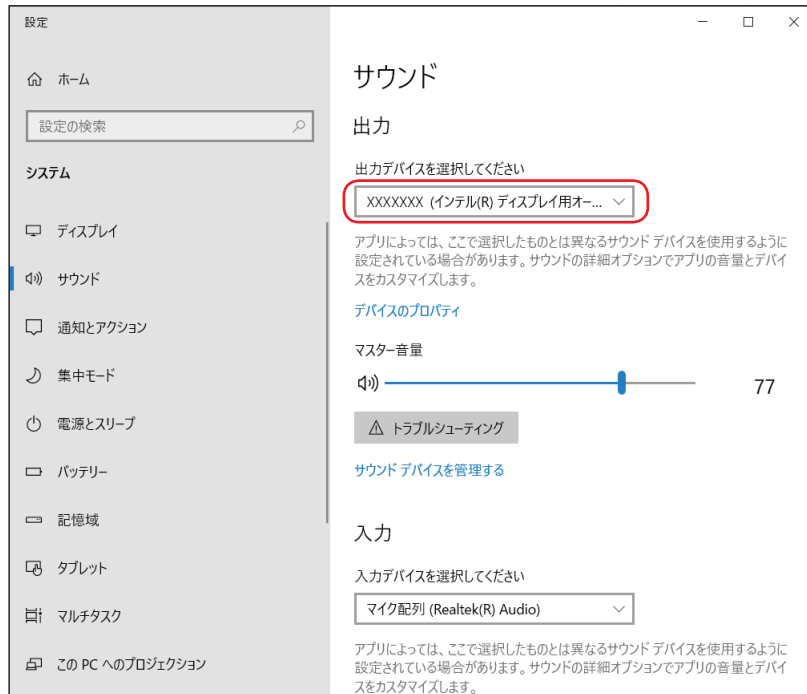 設定
ホーム
設定の検索
システム
ディスプレイ
サウンド
通知とアクション
集中モード
電源とスリープ
バッテリー
記憶域
タブレット
マルチタスク
この PC へのプロジェクション
サウンド
出力
出力デバイスを選択してください
XXXXXXX (インテル(R) ディスプレイ用オー...
アプリによっては、ここで選択したものとは異なるサウンド デバイスを使用するように
設定されている場合があります。サウンドの詳細オプションでアプリの音量とデバイ
スをカスタマイズします。
デバイスのプロパティ
マスター音量
77
トラブルシューティング
サウンド デバイスを管理する
入力
入力デバイスを選択してください
マイク配列 (Realtek(R) Audio)
アプリによっては、ここで選択したものとは異なるサウンド デバイスを使用するように
設定されている場合があります。サウンドの詳細オプションでアプリの音量とデバイ
スをカスタマイズします。